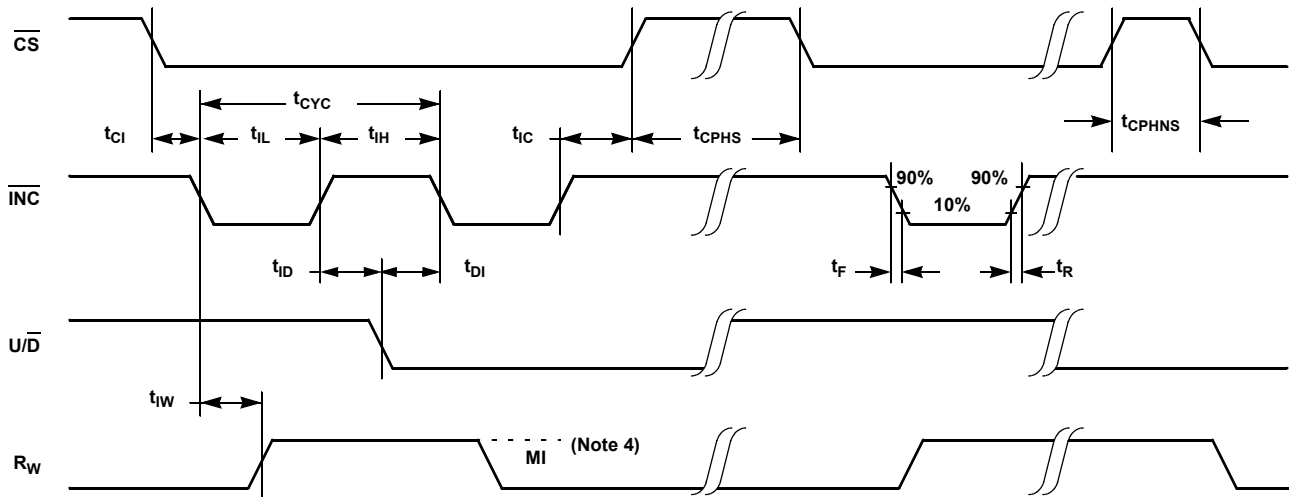 CS
tCYC
tCI tIL tIH tIC tCPHS tCPHNS
INC
90% 90%
10%
tID tDI tF tR
U/D
tIW
RW
MI (Note 4)